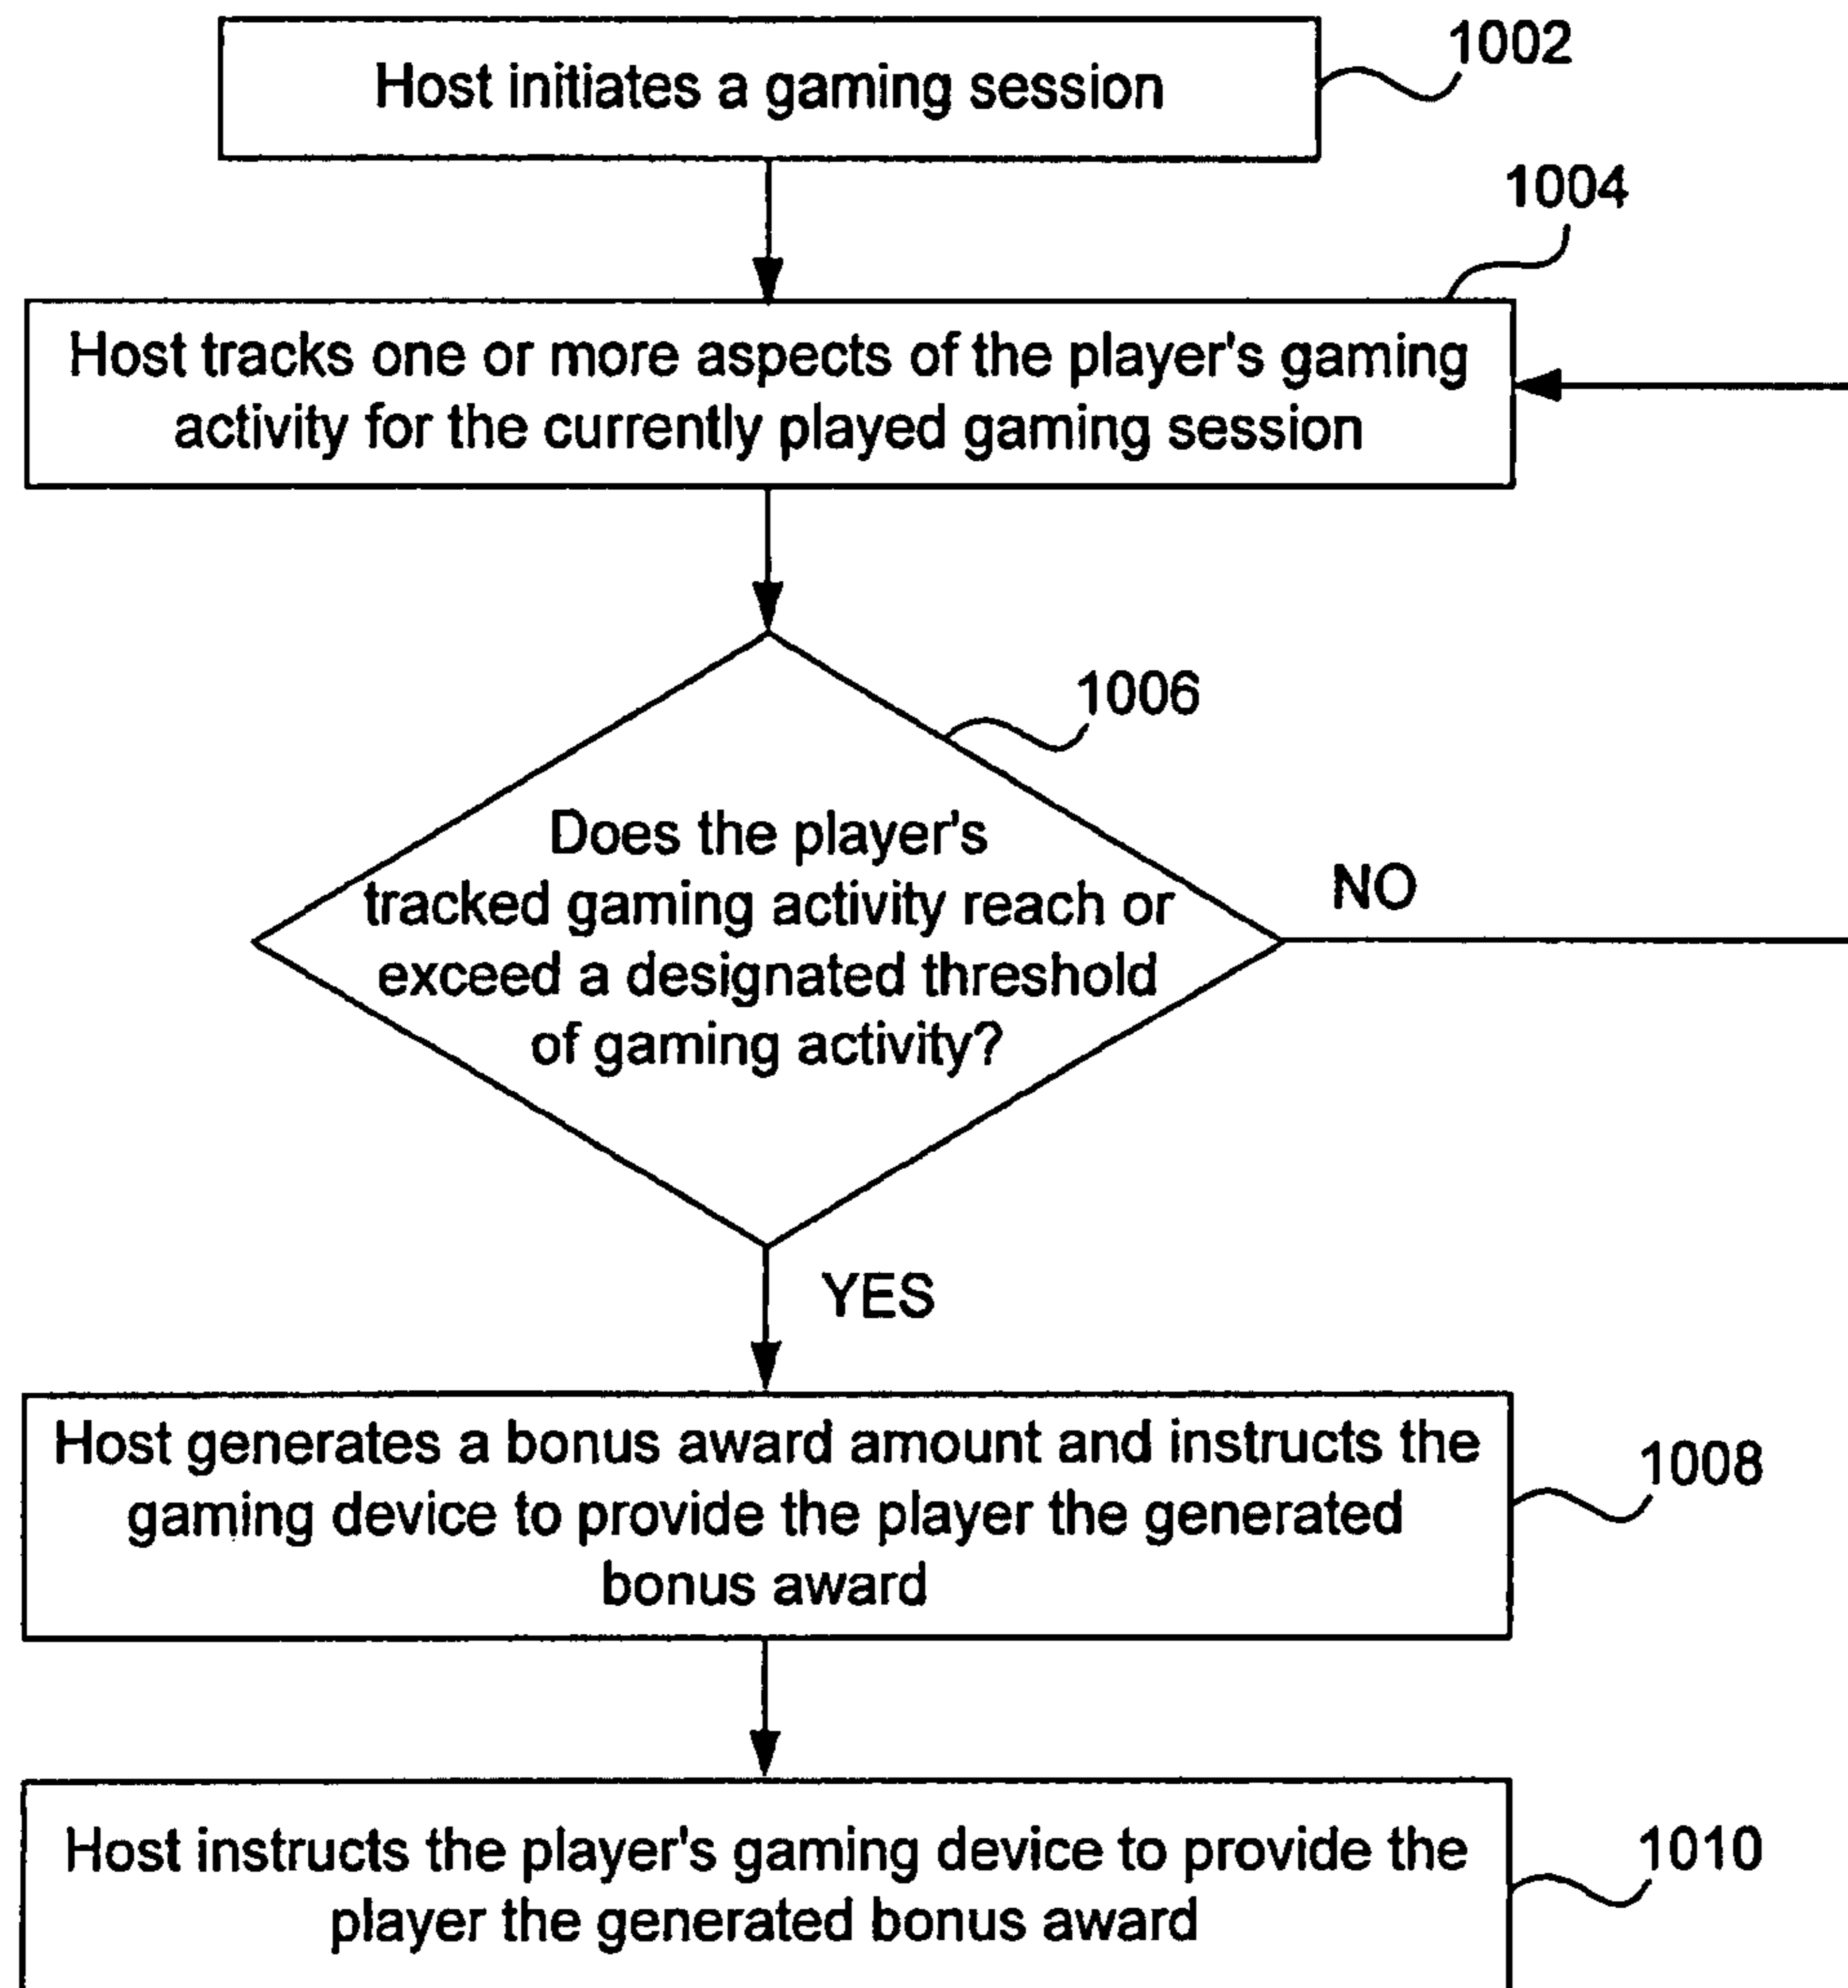 Host initiates a gaming session
1002
1004
Host tracks one or more aspects of the player's gaming
activity for the currently played gaming session
1006
Does the player's
tracked gaming activity reach or
exceed a designated threshold
of gaming activity?
NO
YES
Host generates a bonus award amount and instructs the
gaming device to provide the player the generated
bonus award
1008
Host instructs the player's gaming device to provide the
player the generated bonus award
1010